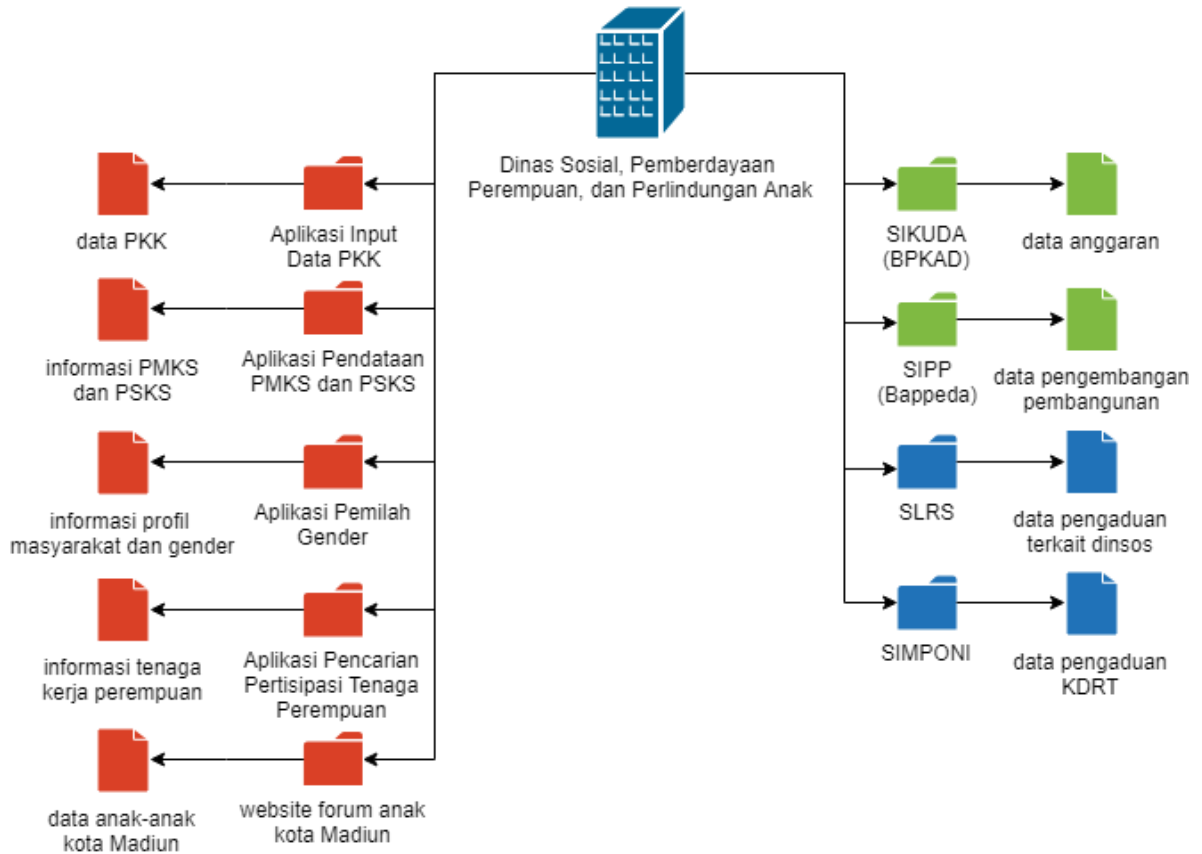 Dinas Sosial, Pemberdayaan
Perempuan, dan Perlindungan Anak
data PKK
Aplikasi Input
Data PKK
informasi PMKS
dan PSKS
Aplikasi Pendataan
PMKS dan PSKS
informasi profil
masyarakat dan gender
Aplikasi Pemilah
Gender
informasi tenaga
kerja perempuan
Aplikasi Pencarian
Pertisipasi Tenaga
Perempuan
data anak-anak
kota Madiun
website forum anak
kota Madiun
SIKUDA
(BPKAD)
data anggaran
SIPP
(Bappeda)
data pengembangan
pembangunan
SLRS
data pengaduan
terkait dinsos
SIMPONI
data pengaduan
KDRT